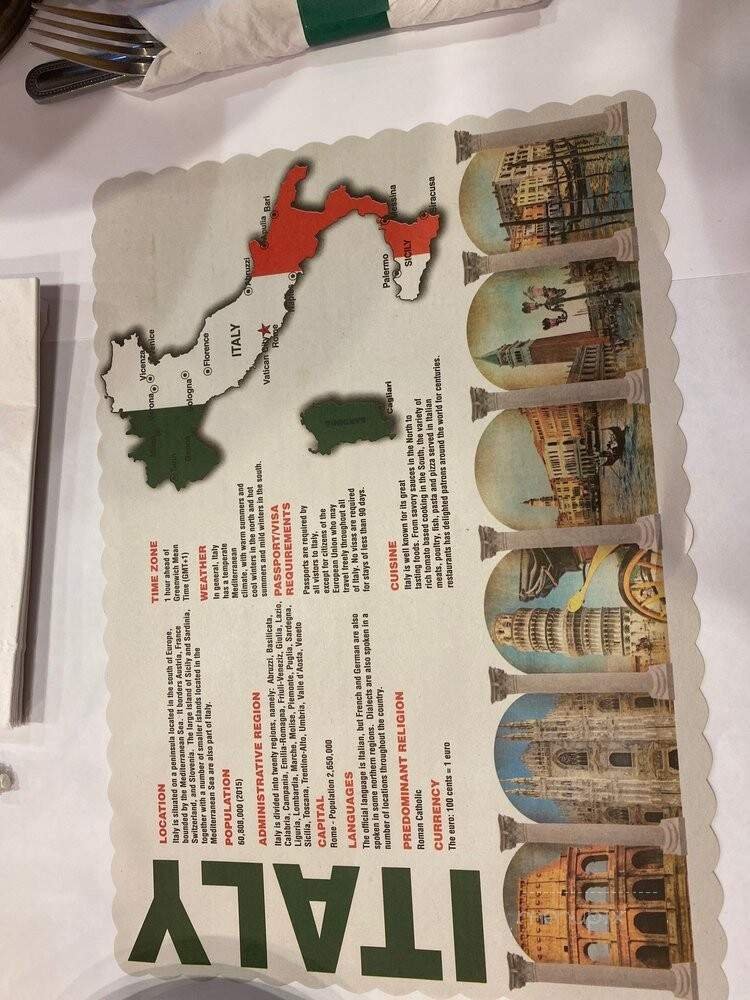 ITALY
LOCATION
Italy is situated on a peninsula located in the south of Europe,
bounded by the Mediterranean Sea. It borders Austria, France
Switzerland, and Slovenia. The large island of Sicily and Sardinia,
together with a number of smaller islands located in the
Mediterranean Sea are also part of Italy.
POPULATION
60,808,000 (2015)
ADMINISTRATIVE REGION
Italy is divided into twenty regions, namely: Abruzzi, Basilicata,
Calabria, Campania, Emilia-Romagna, Friuli-Veneziz, Giulia, Lazio,
Liguria, Lombardia, Marche, Molise, Piemonte, Puglia, Sardegna,
Sicilia, Toscana, Trentino-Alto, Umbria, Valle d'Aosta, Veneto
CAPITAL
Rome - Population 2,650,000
LANGUAGES
The official language is Italian, but French and German are also
spoken in some northern regions. Dialects are also spoken in a
number of locations throughout the country.
PREDOMINANT RELIGION
Roman Catholic
CURRENCY
The euro: 100 cents = 1 euro
TIME ZONE
1 hour ahead of
Greenwich Mean
Time (GMT+1)
WEATHER
In general, Italy
has a temperate
Mediterranean
climate, with warm summers and
cool winters in the north and hot
summers and mild winters in the south.
PASSPORT/VISA
REQUIREMENTS
Passports are required by
all vistors to Italy,
except for citizens of the
European Union who may
travel freely throughout all
of Italy. No visas are required
for stays of less than 90 days.
CUISINE
Italy is well known for its great
tasting foods. From savory sauces in the North to
rich tomato based cooking in the South, the variety of
meats, poultry, fish, pasta and pizza served in Italian
restaurants has delighted patrons around the world for centuries.
Vicenza
Florence
ITALY
Vatican City
Rome
Bari
Palermo
SICILY
Cagliari